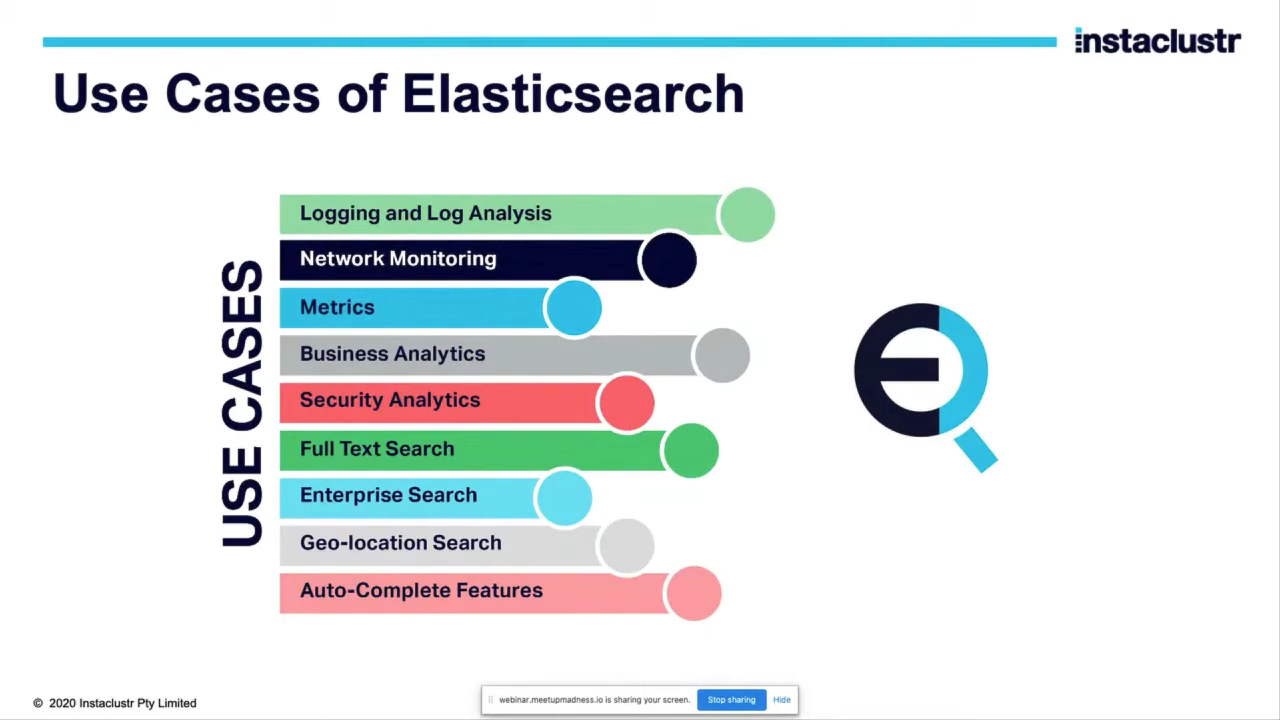 instaclustr
Use Cases of Elasticsearch
USE CASES
Logging and Log Analysis
Network Monitoring
Metrics
Business Analytics
Security Analytics
Full Text Search
Enterprise Search
Geo-location Search
Auto-Complete Features
© 2020 Instaclustr Pty Limited
webinar.meetupmadness.io is sharing your screen. Stop sharing Hide